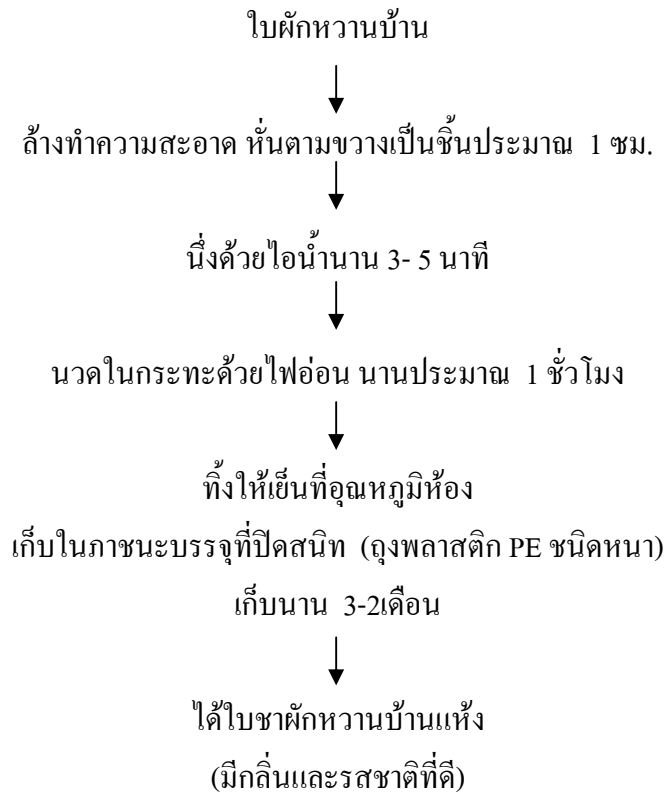 ใบผักหวานบ้าน
ล้างทำความสะอาด หั่นตามขวางเป็นชิ้นประมาณ 1 ซม.
นึ่งด้วยไอน้ำนาน 3- 5 นาที
นวดในกระทะด้วยไฟอ่อน นานประมาณ 1 ชั่วโมง
ทิ้งให้เย็นที่อุณหภูมิห้อง
เก็บในภาชนะบรรจุที่ปิดสนิท (ถุงพลาสติก PE ชนิดหนา)
เก็บนาน 3-2เดือน
ได้ใบชาผักหวานบ้านแห้ง
(มีกลิ่นและรสชาติที่ดี)